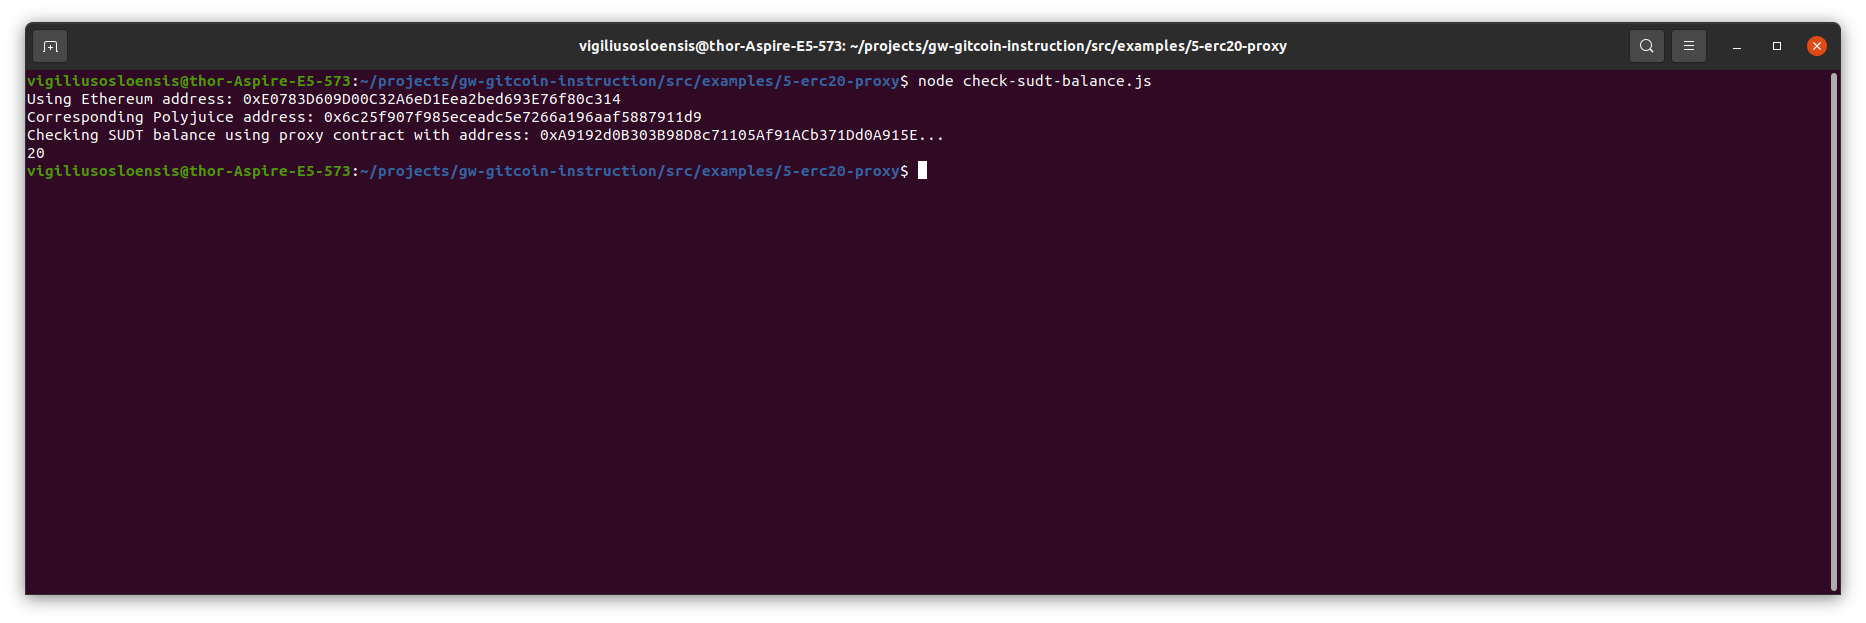 vigiliusosloensis@thor-Aspire-E5-573: ~/projects/gw-gitcoin-instruction/src/examples/5-erc20-proxy
vigiliusosloensis@thor-Aspire-E5-573:~/projects/gw-gitcoin-instruction/src/examples/5-erc20-proxy$ node check-sudt-balance.js
Using Ethereum address: 0xE0783D609D00C32A6eD1Eea2bed693E76f80c314
Corresponding Polyjuice address: 0x6c25f907f985eceadc5e7266a196aaf5887911d9
Checking SUDT balance using proxy contract with address: 0xA9192d0B303B98D8c71105Af91ACb371Dd0A915E...
20
vigiliusosloensis@thor-Aspire-E5-573:~/projects/gw-gitcoin-instruction/src/examples/5-erc20-proxy$